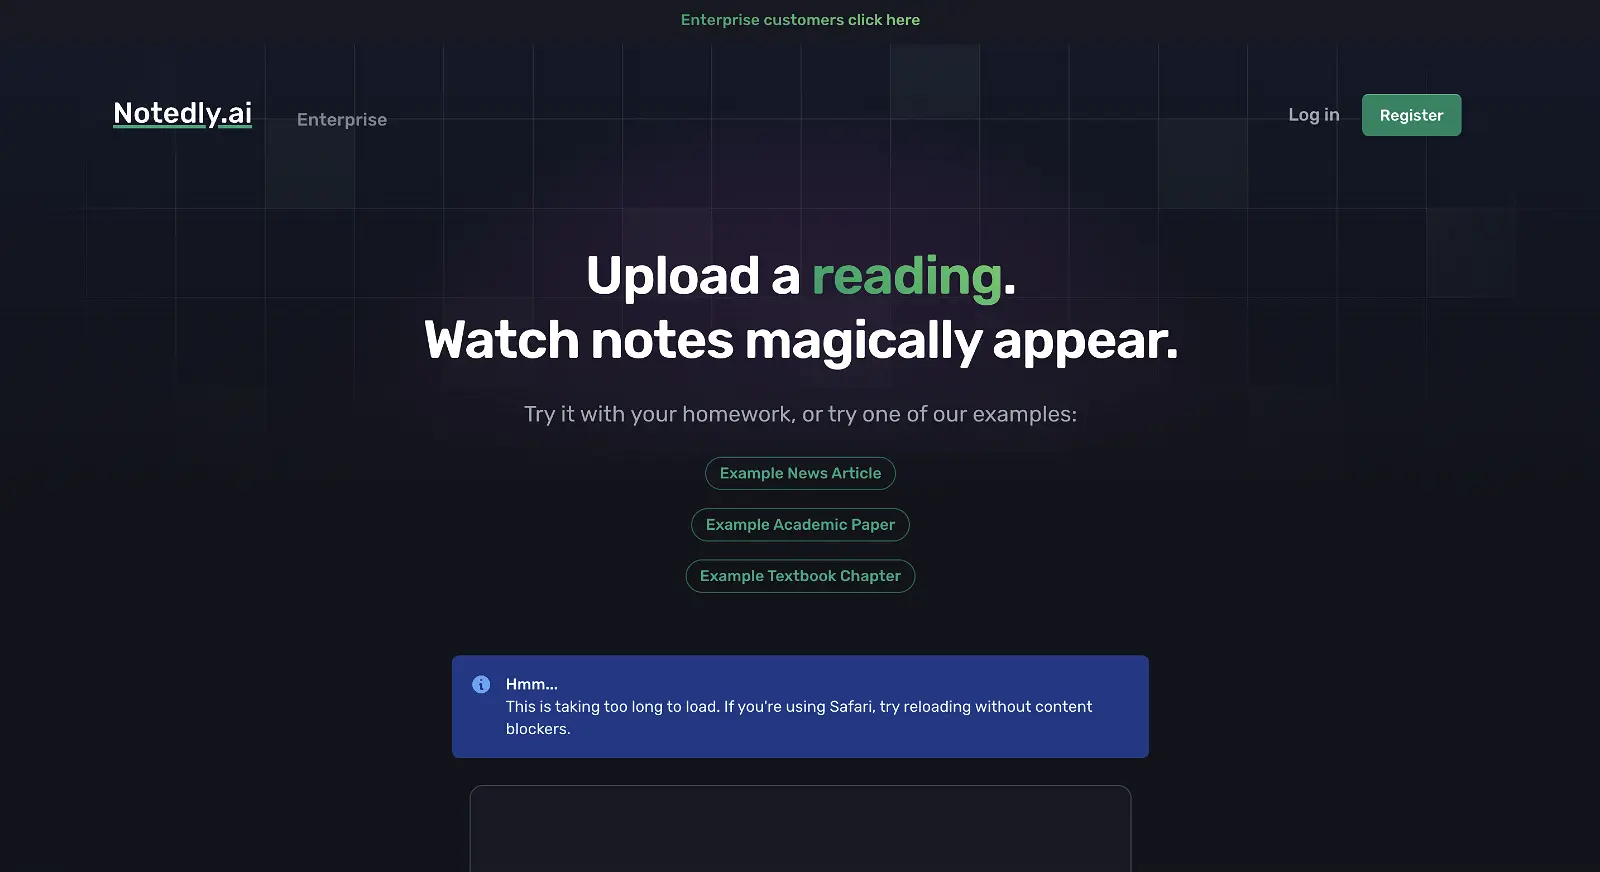 Enterprise customers click here
Notedly.ai
Enterprise
Log in
Register
Upload a reading.
Watch notes magically appear.
Try it with your homework, or try one of our examples:
Example News Article
Example Academic Paper
Example Textbook Chapter
Hmm...
This is taking too long to load. If you're using Safari, try reloading without content
blockers.